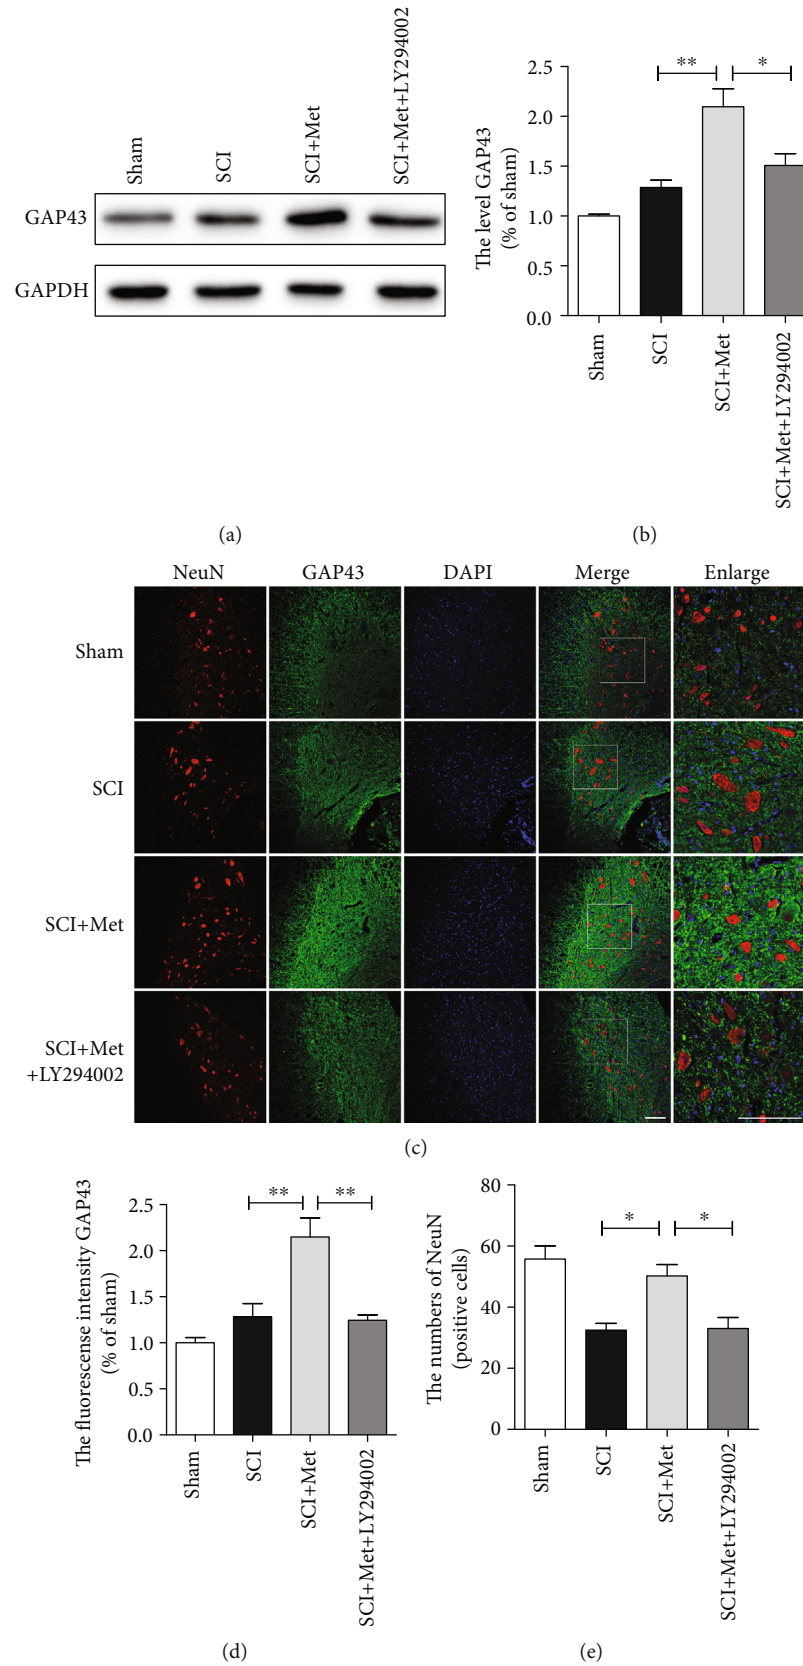 Sham
SCI
SCI+Met
SCI+Met+LY294002
GAP43
GAPDH
(a)
The level GAP43
(% of sham)
2.5
2.0
1.5
1.0
0.5
0.0
**
*
Sham
SCI
SCI+Met
SCI+Met+LY294002
(b)
NeuN
GAP43
DAPI
Merge
Enlarge
Sham
SCI
SCI+Met
SCI+Met
+LY294002
(c)
The fluorescense intensity GAP43
(% of sham)
2.5
2.0
1.5
1.0
0.5
0.0
**
**
Sham
SCI
SCI+Met
SCI+Met+LY294002
(d)
The numbers of NeuN
(positive cells)
80
60
40
20
0
*
*
Sham
SCI
SCI+Met
SCI+Met+LY294002
(e)